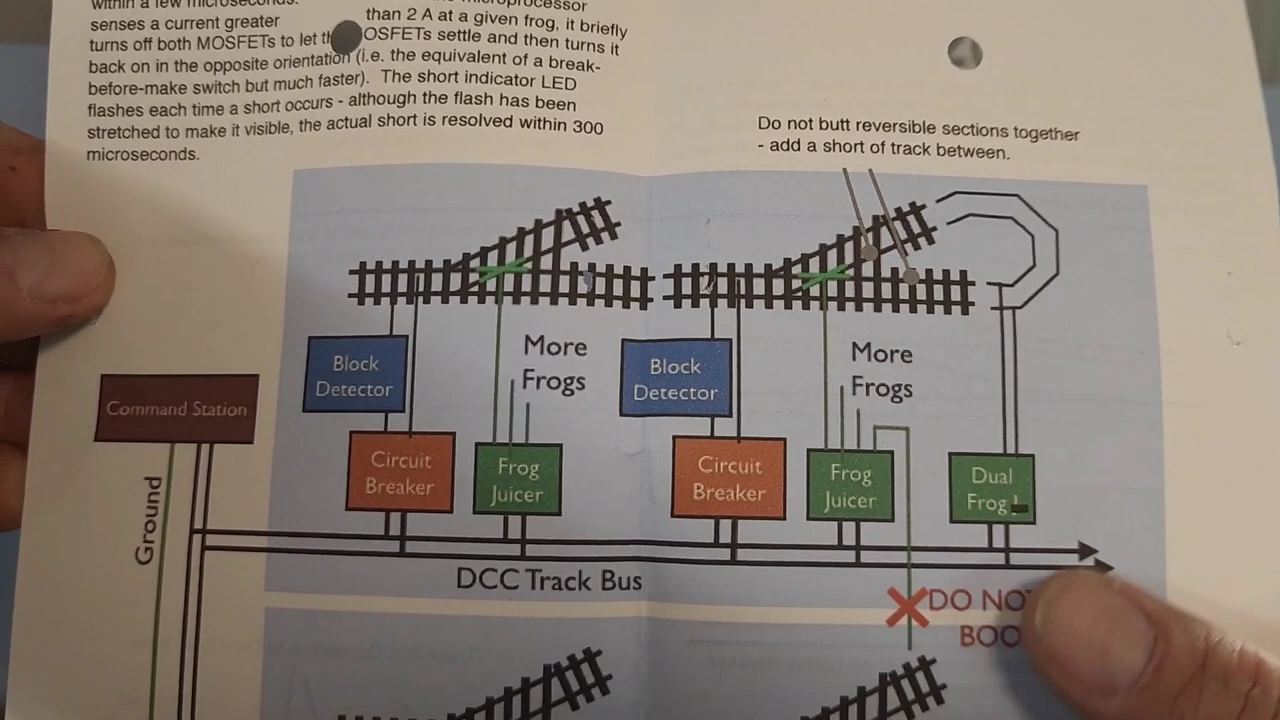 within a few microseconds.
senses a current greater
turns off both MOSFETs to let
back on in the opposite orientation (i.e. the equivalent of a break-
before-make switch but much faster). The short indicator LED
flashes each time a short occurs - although the flash has been
stretched to make it visible, the actual short is resolved within 300
microseconds.
microprocessor
than 2 A at a given frog, it briefly
OSFETs settle and then turns it
Do not butt reversible sections together
- add a short of track between.
Block
Detector
More
Frogs
Block
Detector
More
Frogs
Command Station
Circuit
Breaker
Frog
Juicer
Circuit
Breaker
Frog
Juicer
Dual
Frog
Ground
DCC Track Bus
DO NO
BOO